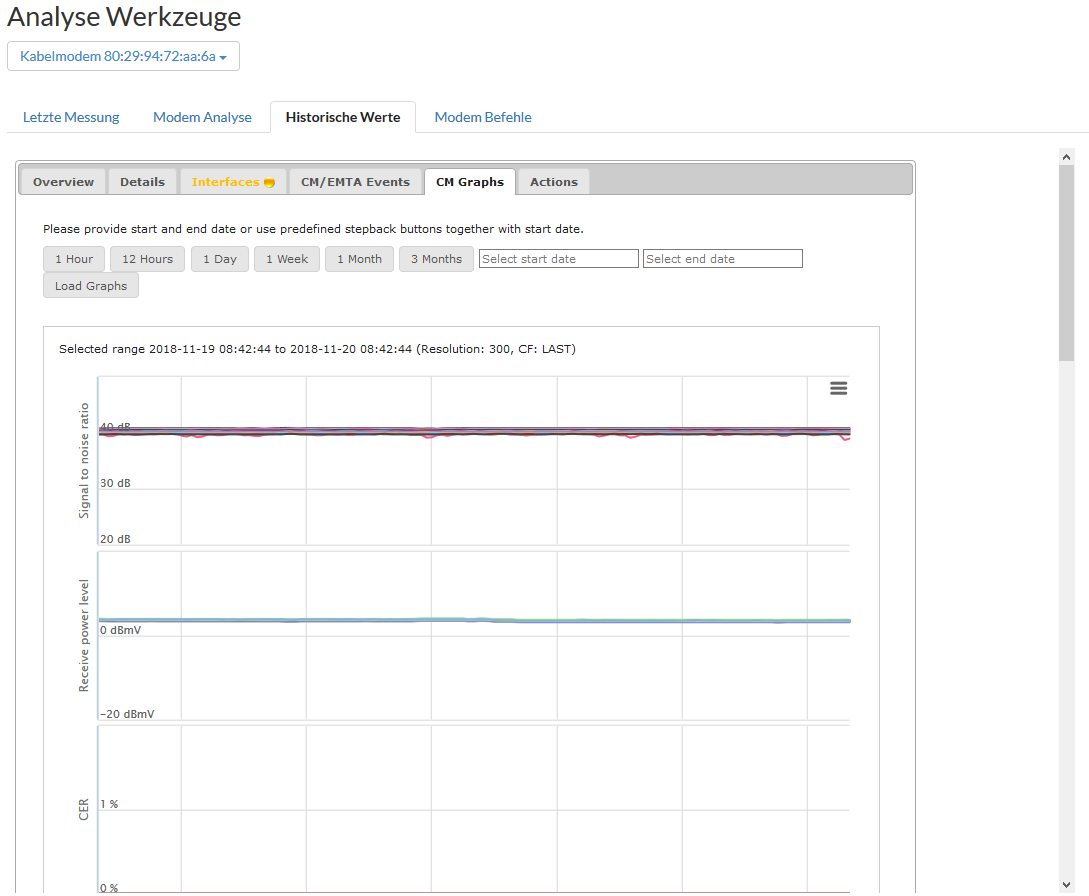 Analyse Werkzeuge
Kabelmodem 80:29:94:72:aa:6a
Letzte Messung Modem Analyse Historische Werte Modem Befehle
Overview Details Interfaces CM/EMTA Events CM Graphs Actions
Please provide start and end date or use predefined stepback buttons together with start date.
1 Hour 12 Hours 1 Day 1 Week 1 Month 3 Months Select start date Select end date
Load Graphs
Selected range 2018-11-19 08:42:44 to 2018-11-20 08:42:44 (Resolution: 300, CF: LAST)
Signal to noise ratio
40 dB
30 dB
20 dB
Receive power level
0 dBmV
-20 dBmV
CER
1 %
0 %